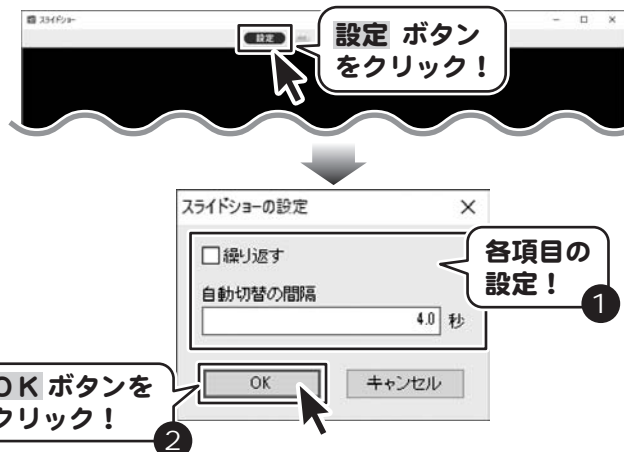 スライドショー
設定
設定 ボタン
をクリック！
スライドショーの設定
繰り返す
各項目の
設定！
1
自動切替の間隔
4.0 秒
OK
キャンセル
ＯＫ ボタンを
クリック！
2